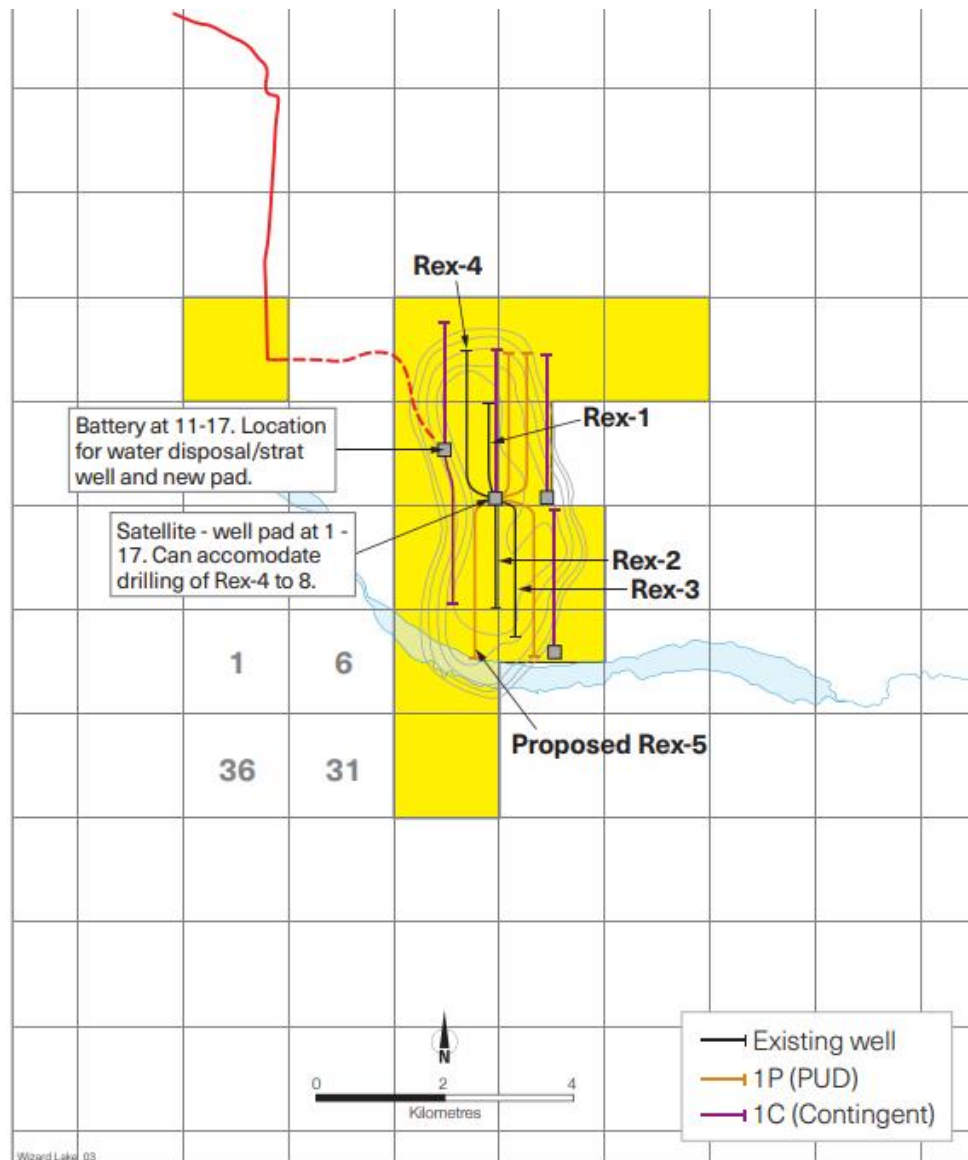 Rex-4
Rex-1
Battery at 11-17. Location
for water disposal/strat
well and new pad.
Satellite - well pad at 1 -
17. Can accomodate
drilling of Rex-4 to 8.
Rex-2
Rex-3
1
6
Proposed Rex-5
36
31
N
0 2 4
Kilometres
Existing well
1P (PUD)
1C (Contingent)
Wizard Lake_03